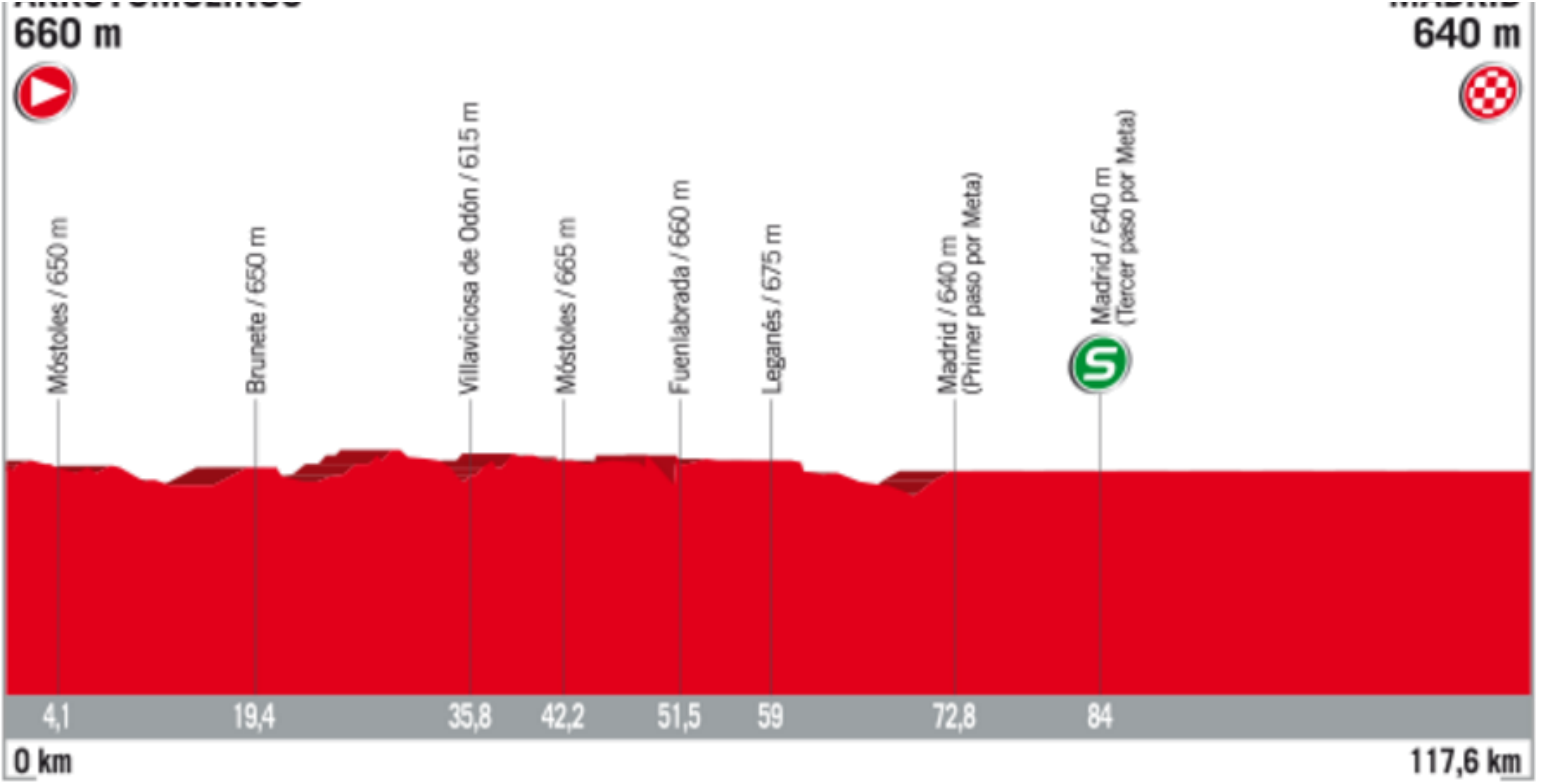 ARROYOMOLINOS
660 m
MADRID
640 m
Móstoles / 650 m
Brunete / 650 m
Villaviciosa de Odón / 615 m
Móstoles / 665 m
Fuenlabrada / 660 m
Leganés / 675 m
Madrid / 640 m
(Primer paso por Meta)
Madrid / 640 m
(Tercer paso por Meta)
S
4,1
19,4
35,8
42,2
51,5
59
72,8
84
0 km
117,6 km